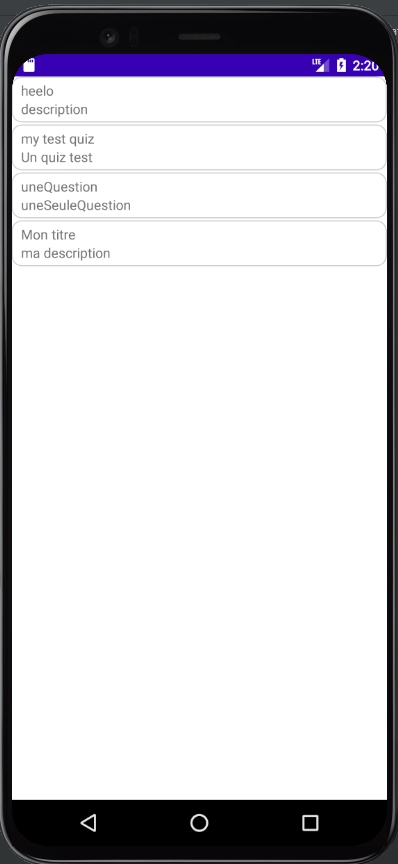 LTE 2:20
heelo
description
my test quiz
Un quiz test
uneQuestion
uneSeuleQuestion
Mon titre
ma description